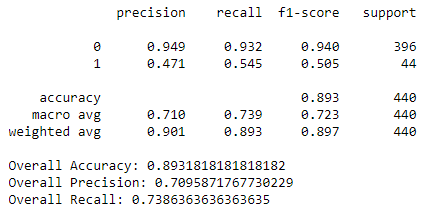 precision recall f1-score support
0 0.949 0.932 0.940 396
1 0.471 0.545 0.505 44
accuracy 0.893 440
macro avg 0.710 0.739 0.723 440
weighted avg 0.901 0.893 0.897 440
Overall Accuracy: 0.8931818181818182
Overall Precision: 0.7095871767730229
Overall Recall: 0.7386363636363635